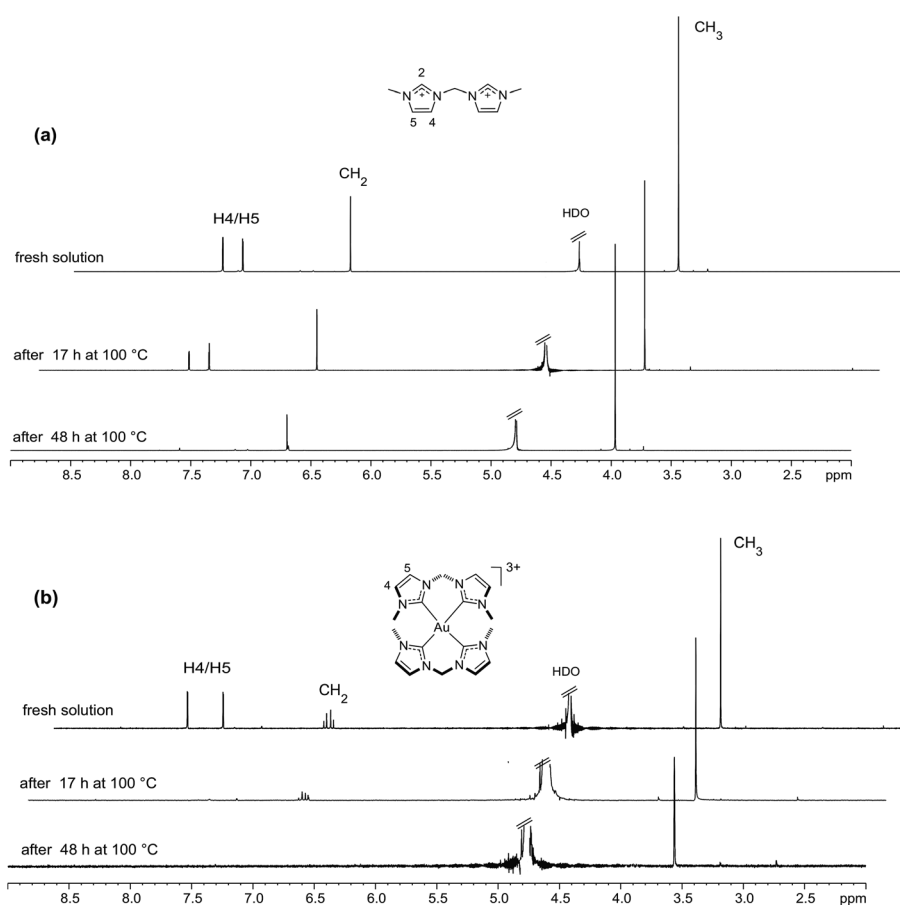 CH3
2
N
N
N
N
+
+
5
4
(a)
CH2
H4/H5
HDO
fresh solution
after 17 h at 100 °C
after 48 h at 100 °C
8.5 7.5 7.0 6.5 6.0 5.5 5.0 4.5 4.0 3.5 3.0 2.5 ppm
CH3
5
3+
4
N
N
N
N
(b)
Au
N
N
N
N
H4/H5
CH2
HDO
fresh solution
after 17 h at 100 °C
after 48 h at 100 °C
8.5 7.5 7.0 6.5 6.0 5.5 5.0 4.5 4.0 3.5 3.0 2.5 ppm